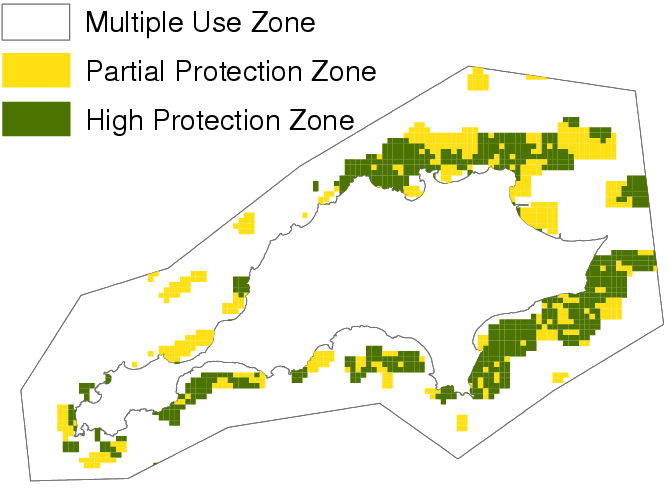 Multiple Use Zone
Partial Protection Zone
High Protection Zone